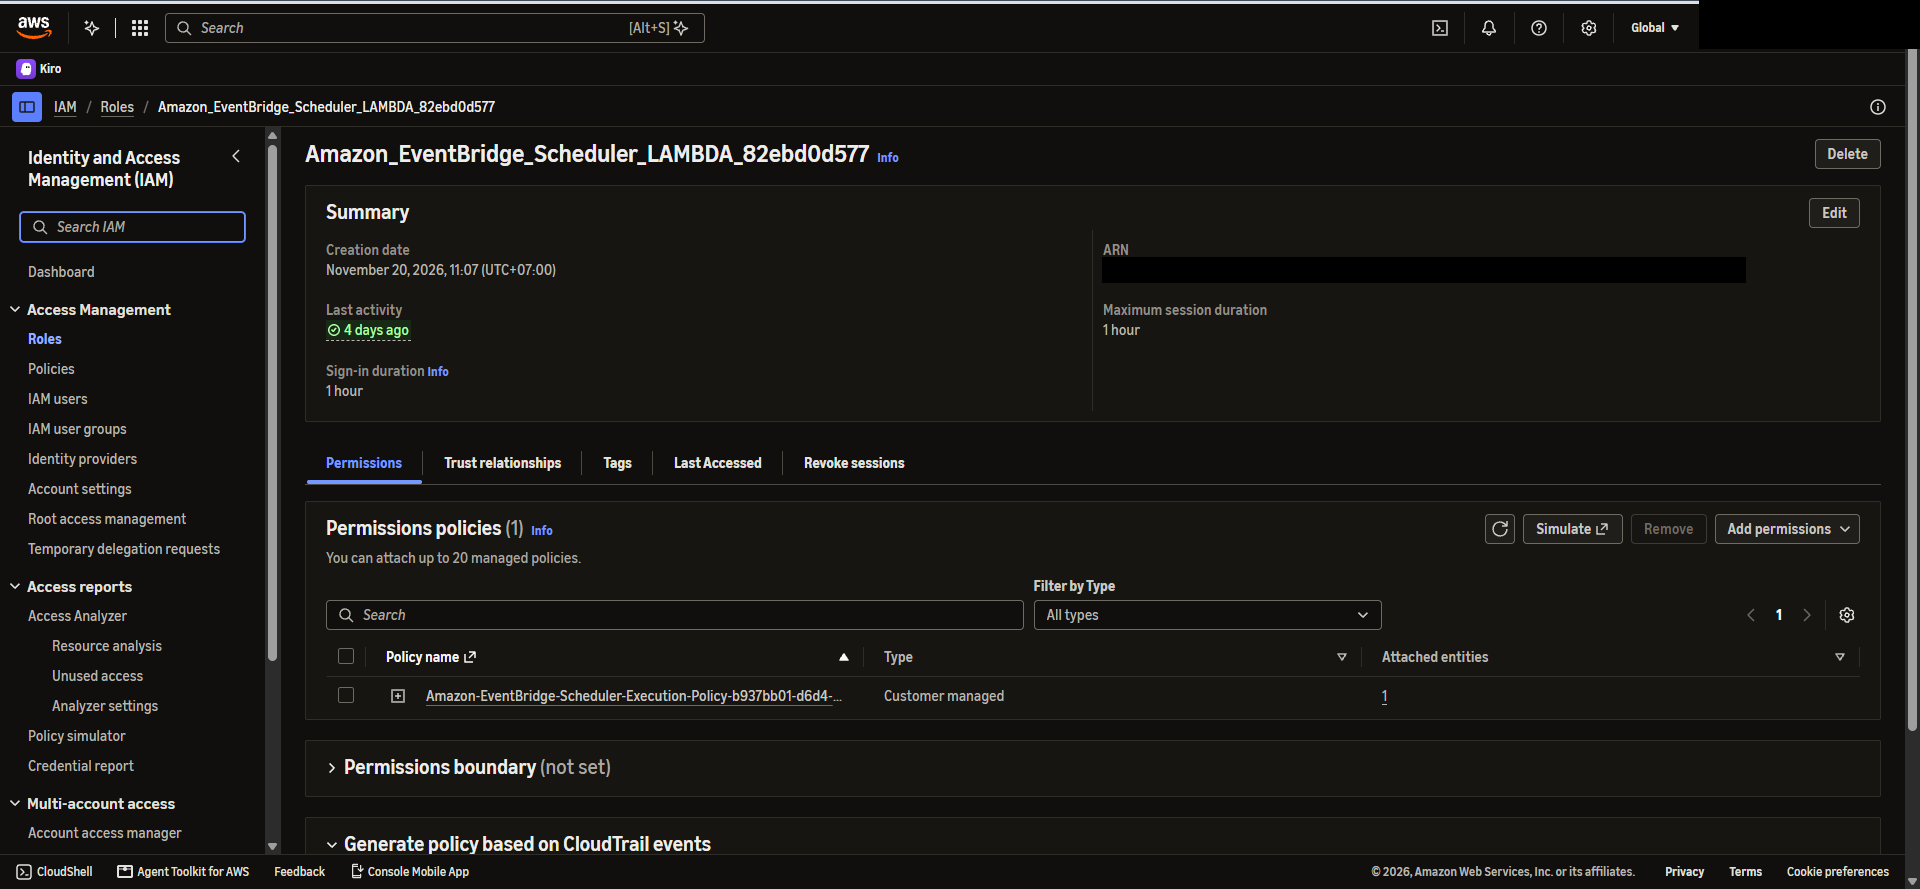 aws
Search [Alt+S]
Global
Kiro
IAM / Roles / Amazon_EventBridge_Scheduler_LAMBDA_82ebd0d577
Identity and Access
Management (IAM)
Search IAM
Dashboard
Access Management
Roles
Policies
IAM users
IAM user groups
Identity providers
Account settings
Root access management
Temporary delegation requests
Access reports
Access Analyzer
Resource analysis
Unused access
Analyzer settings
Policy simulator
Credential report
Multi-account access
Account access manager
Amazon_EventBridge_Scheduler_LAMBDA_82ebd0d577 Info
Delete
Summary
Edit
Creation date
November 20, 2026, 11:07 (UTC+07:00)
ARN
Last activity
4 days ago
Maximum session duration
1 hour
Sign-in duration Info
1 hour
Permissions
Trust relationships
Tags
Last Accessed
Revoke sessions
Permissions policies (1) Info
You can attach up to 20 managed policies.
Simulate
Remove
Add permissions
Filter by Type
Search
All types
1
Policy name
Type
Attached entities
Amazon-EventBridge-Scheduler-Execution-Policy-b937bb01-d6d4-...
Customer managed
1
Permissions boundary (not set)
Generate policy based on CloudTrail events
CloudShell
Agent Toolkit for AWS
Feedback
Console Mobile App
© 2026, Amazon Web Services, Inc. or its affiliates.
Privacy
Terms
Cookie preferences